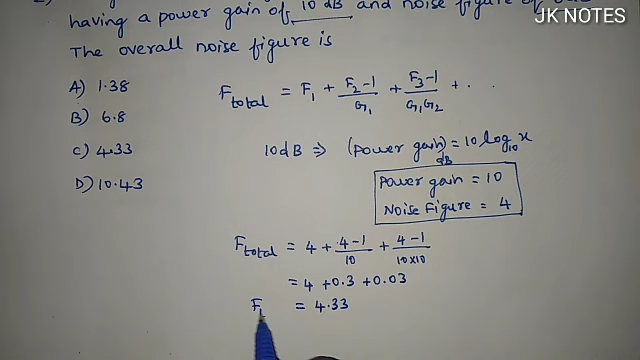 JK NOTES
having a power gain of 10 dB and noise figure of
The overall noise figure is
A) 1.38
B) 6.8
C) 4.33
D) 10.43
F_total = F₁ + (F₂-1)/G₁ + (F₃-1)/(G₁G₂) + . .
10dB ⇒ (Power gain)_dB = 10 log₁₀ x
Power gain = 10
Noise Figure = 4
F_total = 4 + (4-1)/10 + (4-1)/(10×10)
= 4 + 0.3 + 0.03
F = 4.33